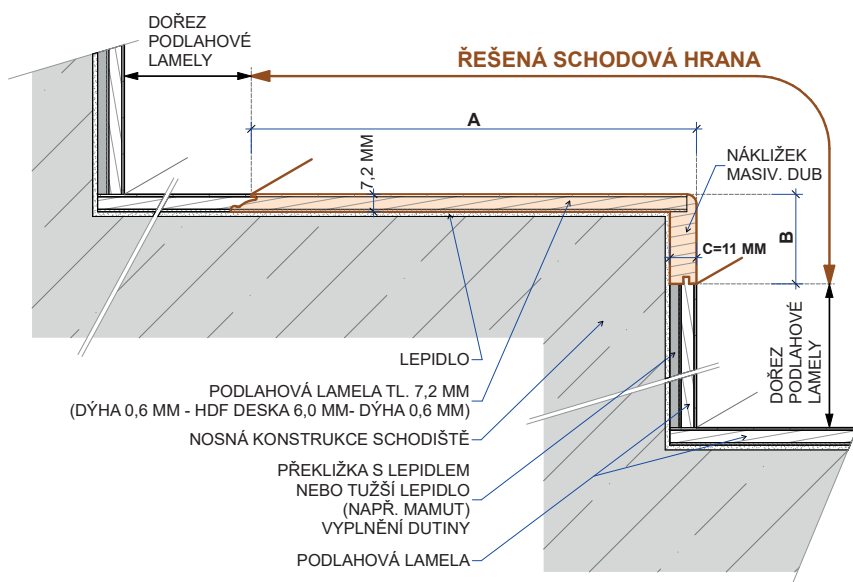 DOŘEZ
PODLAHOVÉ
LAMELY
ŘEŠENÁ SCHODOVÁ HRANA
A
7,2 MM
NÁKLIŽEK
MASIV. DUB
B
C=11 MM
DOŘEZ
PODLAHOVÉ
LAMELY
LEPIDLO
PODLAHOVÁ LAMELA TL. 7,2 MM
(DÝHA 0,6 MM - HDF DESKA 6,0 MM- DÝHA 0,6 MM)
NOSNÁ KONSTRUKCE SCHODIŠTĚ
PŘEKLIŽKA S LEPIDLEM
NEBO TUŽŠÍ LEPIDLO
(NAPŘ. MAMUT)
VYPLNĚNÍ DUTINY
PODLAHOVÁ LAMELA